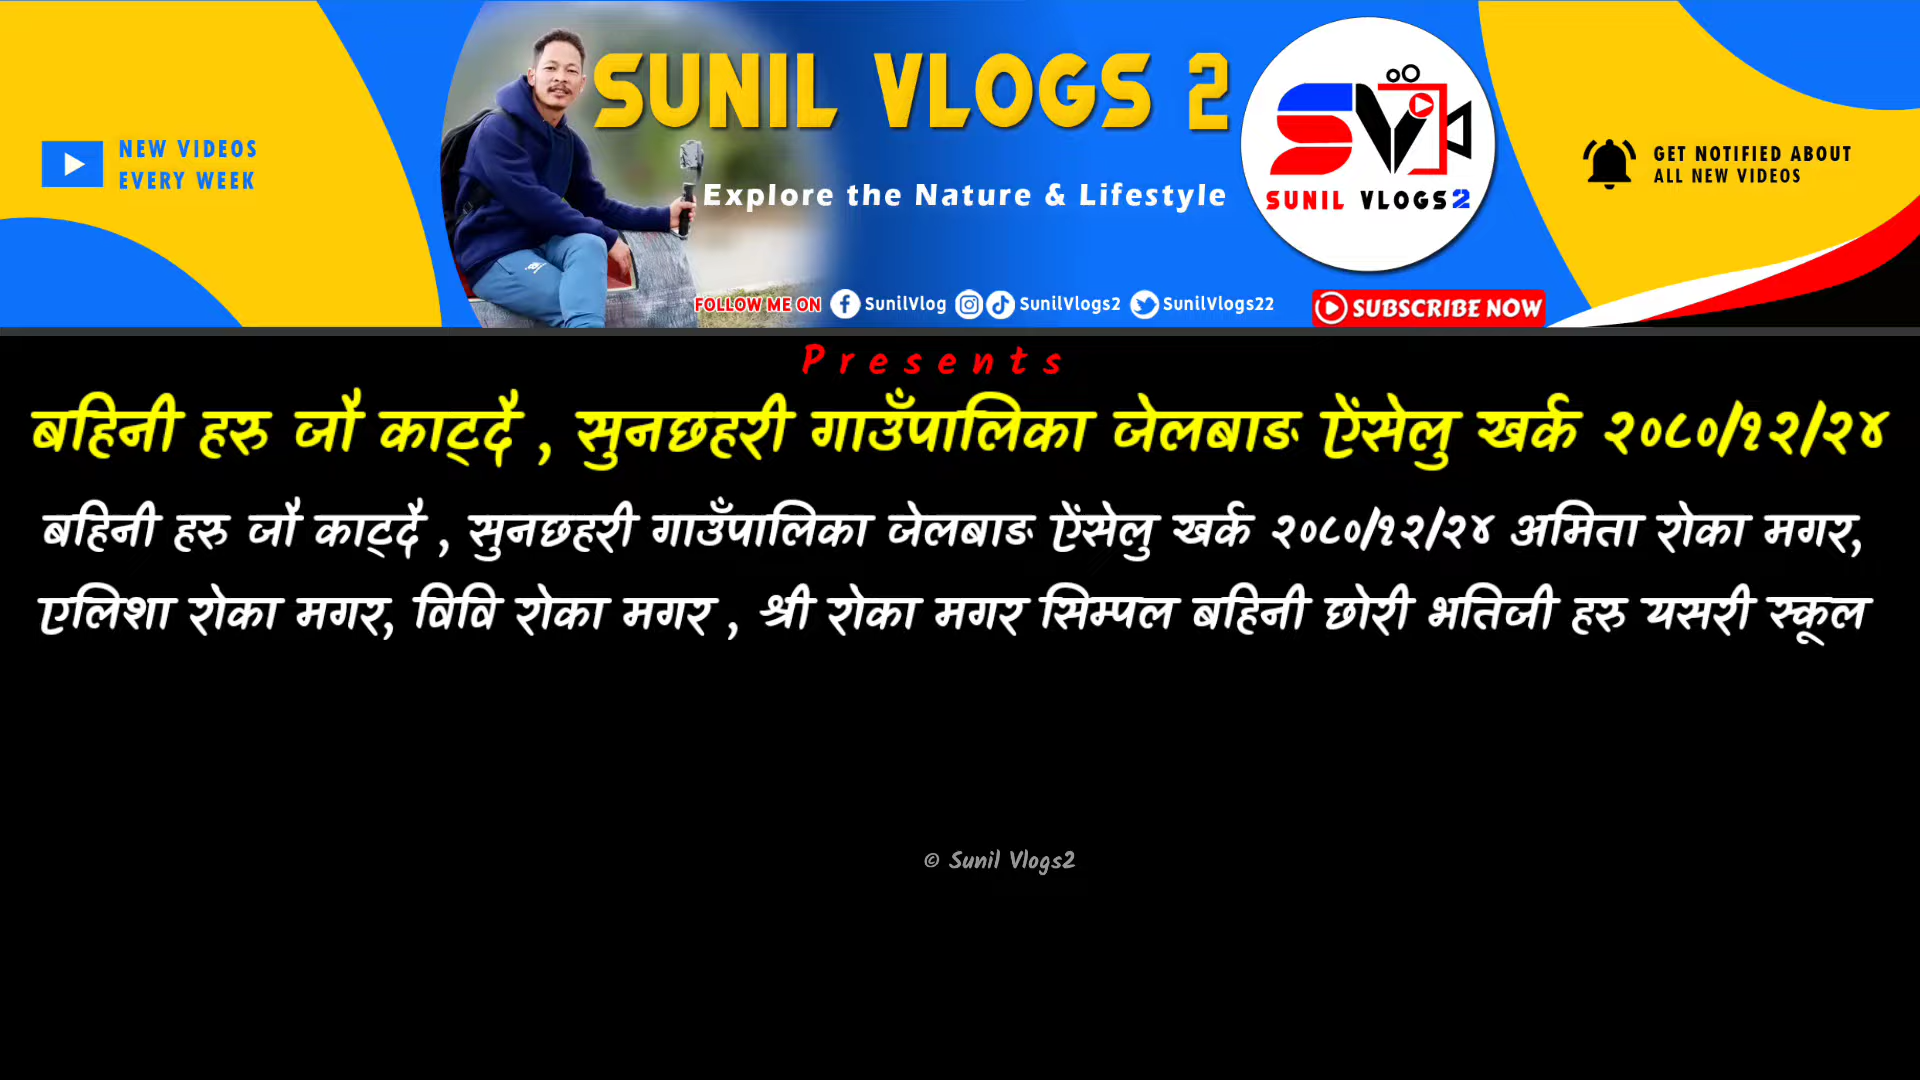 SUNIL VLOGS 2
NEW VIDEOS
EVERY WEEK
Explore the Nature & Lifestyle
SV
SUNIL VLOGS2
GET NOTIFIED ABOUT
ALL NEW VIDEOS
FOLLOW ME ON SunilVlog SunilVlogs2 SunilVlogs22
SUBSCRIBE NOW
Presents
बहिनी हरु जौ काट्दै , सुनछहरी गाउँपालिका जेलबाङ ऐंसेलु खर्क २०८०/१२/२४
बहिनी हरु जौ काट्दै , सुनछहरी गाउँपालिका जेलबाङ ऐंसेलु खर्क २०८०/१२/२४ अमिता रोका मगर,
एलिशा रोका मगर, विवि रोका मगर , श्री रोका मगर सिम्पल बहिनी छोरी भतिजी हरु यसरी स्कूल
© Sunil Vlogs2